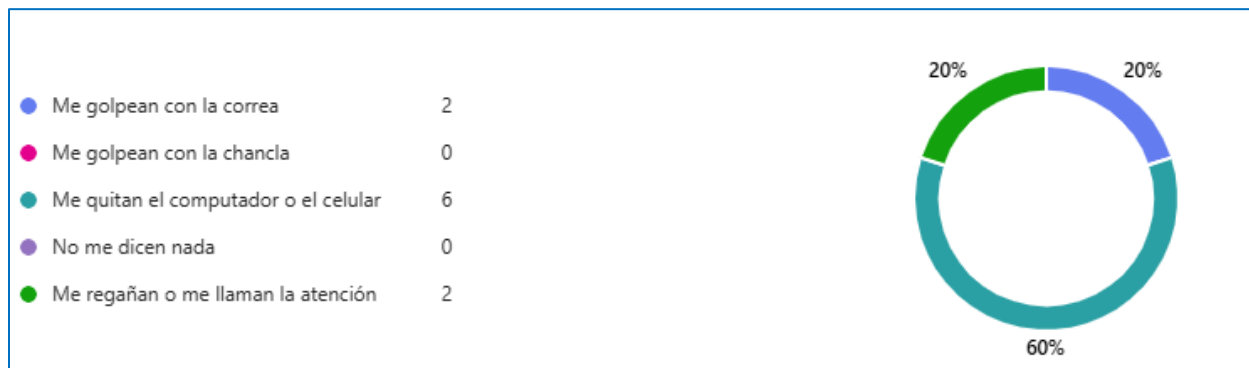 Me golpean con la correa 2
Me golpean con la chancla 0
Me quitan el computador o el celular 6
No me dicen nada 0
Me regañan o me llaman la atención 2
20% 20%
60%